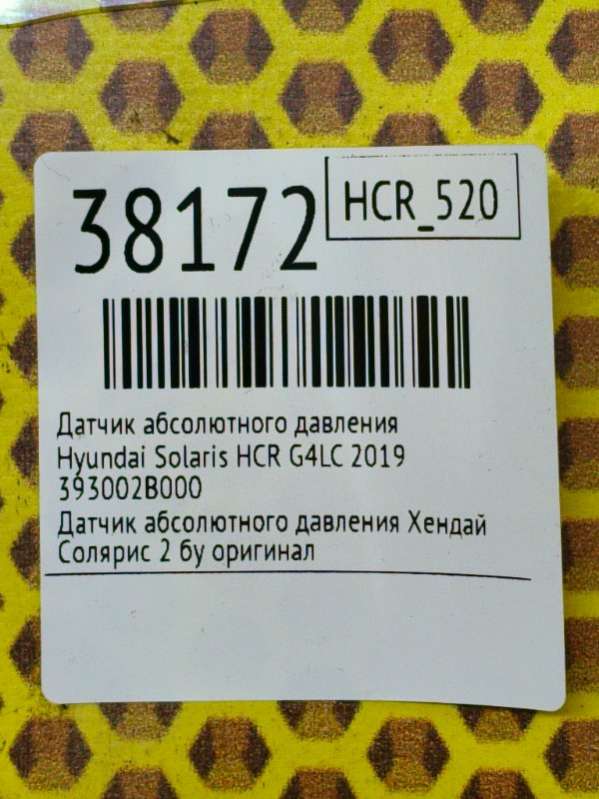 38172
HCR_520
Датчик абсолютного давления
Hyundai Solaris HCR G4LC 2019
393002B000
Датчик абсолютного давления Хендай
Солярис 2 бу оригинал